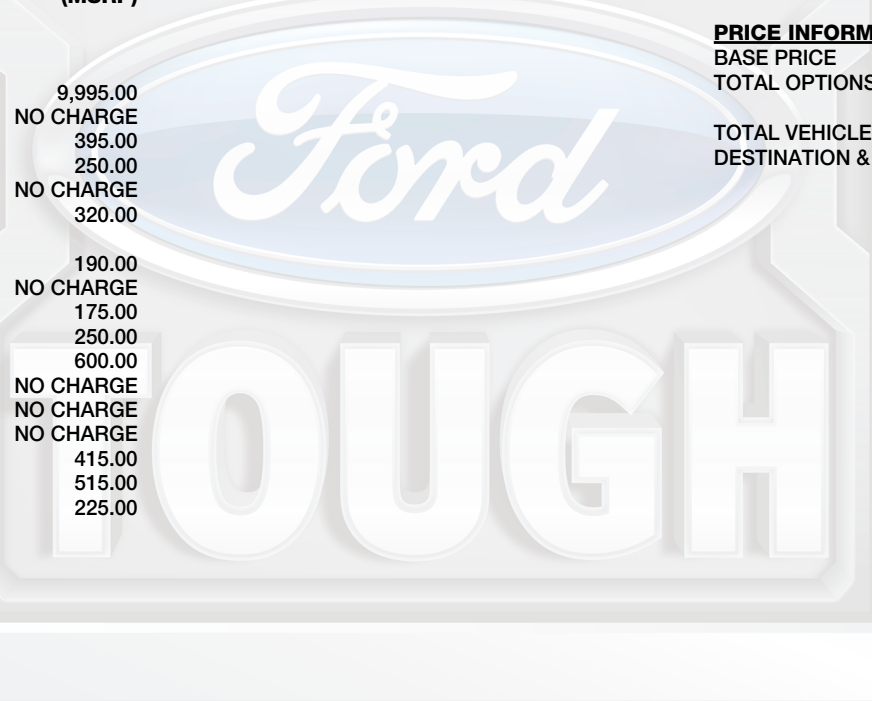 (MSRP)
9,995.00
NO CHARGE
395.00
250.00
NO CHARGE
320.00
190.00
NO CHARGE
175.00
250.00
600.00
NO CHARGE
NO CHARGE
NO CHARGE
415.00
515.00
225.00
PRICE INFORM
BASE PRICE
TOTAL OPTIONS
TOTAL VEHICLE
DESTINATION &
Ford
TOUGH